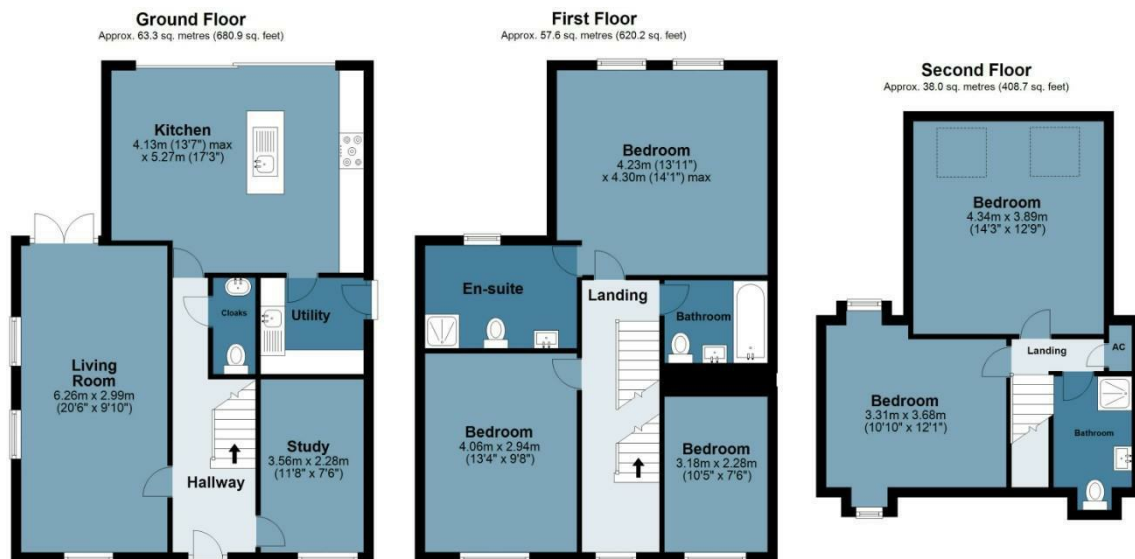 Ground Floor
Approx. 63.3 sq. metres (680.9 sq. feet)
Kitchen
4.13m (13'7") max
x 5.27m (17'3")
Cloaks
Utility
Living
Room
6.26m x 2.99m
(20'6" x 9'10")
Study
3.56m x 2.28m
(11'8" x 7'6")
Hallway
First Floor
Approx. 57.6 sq. metres (620.2 sq. feet)
Bedroom
4.23m (13'11")
x 4.30m (14'1") max
En-suite
Landing
Bathroom
Bedroom
4.06m x 2.94m
(13'4" x 9'8")
Bedroom
3.18m x 2.28m
(10'5" x 7'6")
Second Floor
Approx. 38.0 sq. metres (408.7 sq. feet)
Bedroom
4.34m x 3.89m
(14'3" x 12'9")
Landing
AC
Bedroom
3.31m x 3.68m
(10'10" x 12'1")
Bathroom